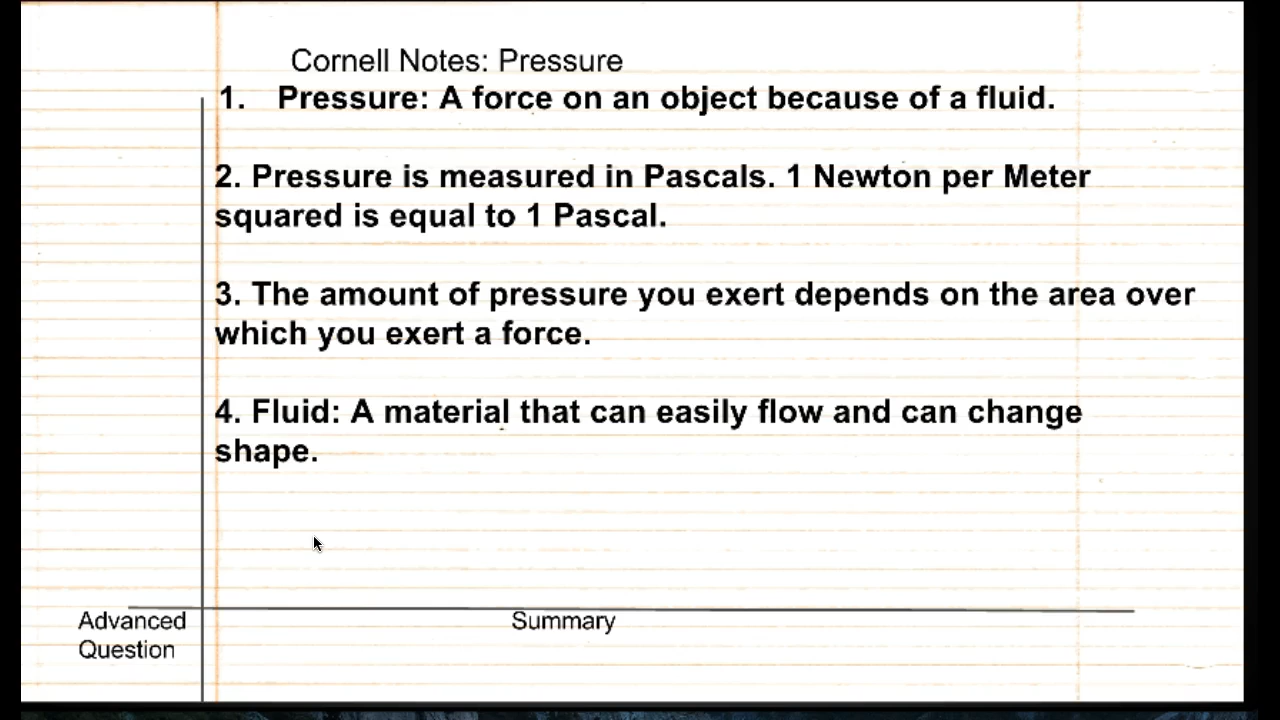 Cornell Notes: Pressure
1. Pressure: A force on an object because of a fluid.
2. Pressure is measured in Pascals. 1 Newton per Meter
squared is equal to 1 Pascal.
3. The amount of pressure you exert depends on the area over
which you exert a force.
4. Fluid: A material that can easily flow and can change
shape.
Advanced
Question
Summary